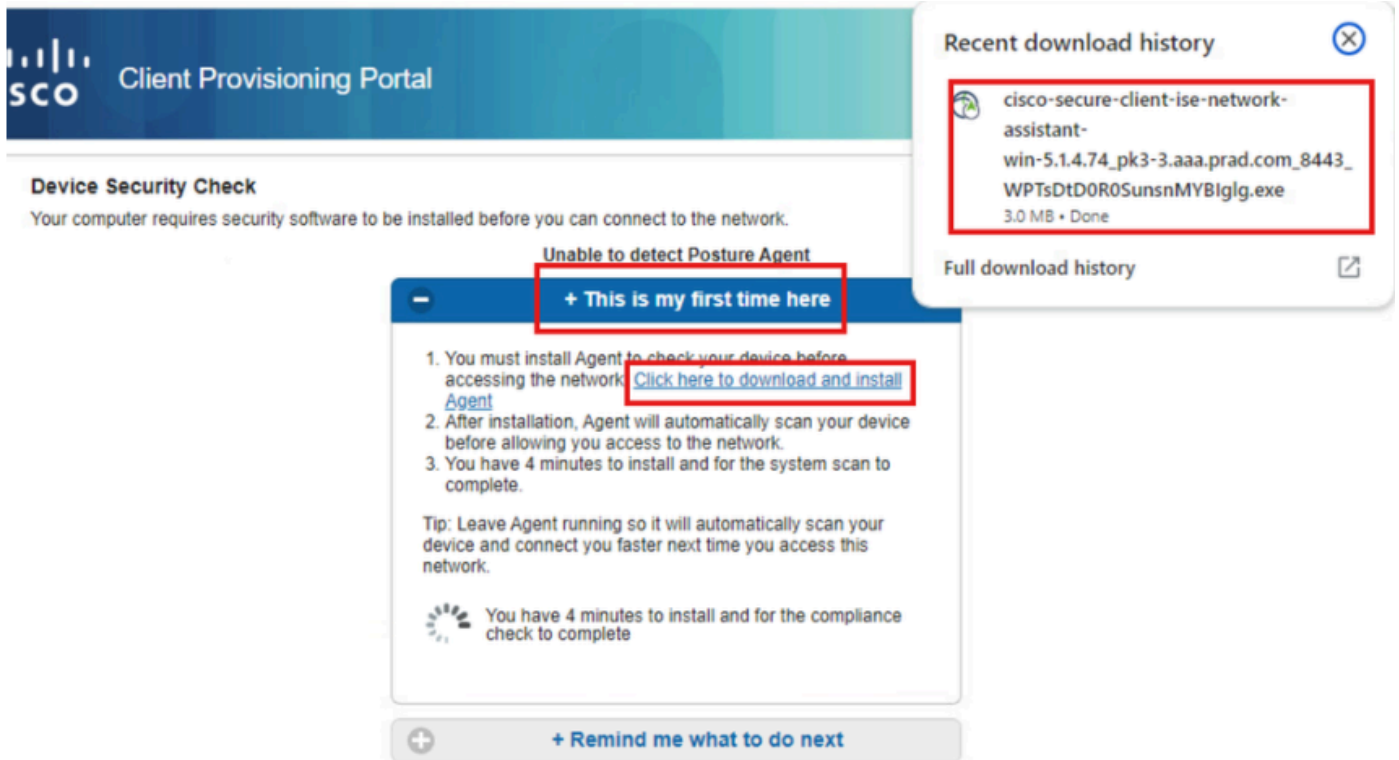 SCO
Client Provisioning Portal
Device Security Check
Your computer requires security software to be installed before you can connect to the network.
Unable to detect Posture Agent
+ This is my first time here
1. You must install Agent to check your device before
accessing the network. Click here to download and install
Agent
2. After installation, Agent will automatically scan your device
before allowing you access to the network.
3. You have 4 minutes to install and for the system scan to
complete.
Tip: Leave Agent running so it will automatically scan your
device and connect you faster next time you access this
network.
You have 4 minutes to install and for the compliance
check to complete
+ Remind me what to do next
Recent download history
cisco-secure-client-ise-network-
assistant-
win-5.1.4.74_pk3-3.aaa.prad.com_8443_
WPTsDtD0R0SunsnMYBIglg.exe
3.0 MB • Done
Full download history